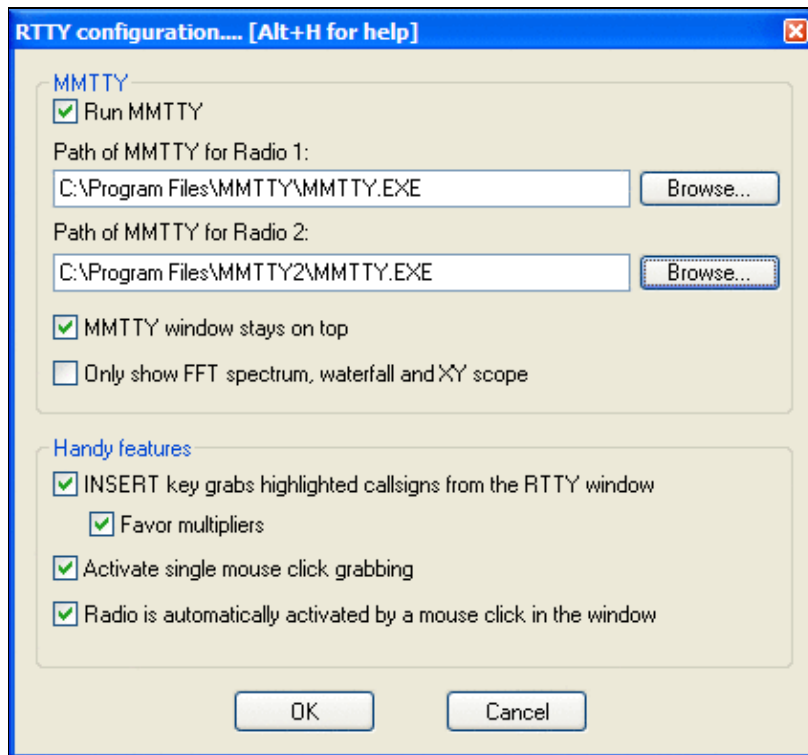 RTTY configuration.... [Alt+H for help]
MMTTY
Run MMTTY
Path of MMTTY for Radio 1:
C:\Program Files\MMTTY\MMTTY.EXE
Browse...
Path of MMTTY for Radio 2:
C:\Program Files\MMTTY2\MMTTY.EXE
Browse...
MMTTY window stays on top
Only show FFT spectrum, waterfall and XY scope
Handy features
INSERT key grabs highlighted callsigns from the RTTY window
Favor multipliers
Activate single mouse click grabbing
Radio is automatically activated by a mouse click in the window
OK
Cancel